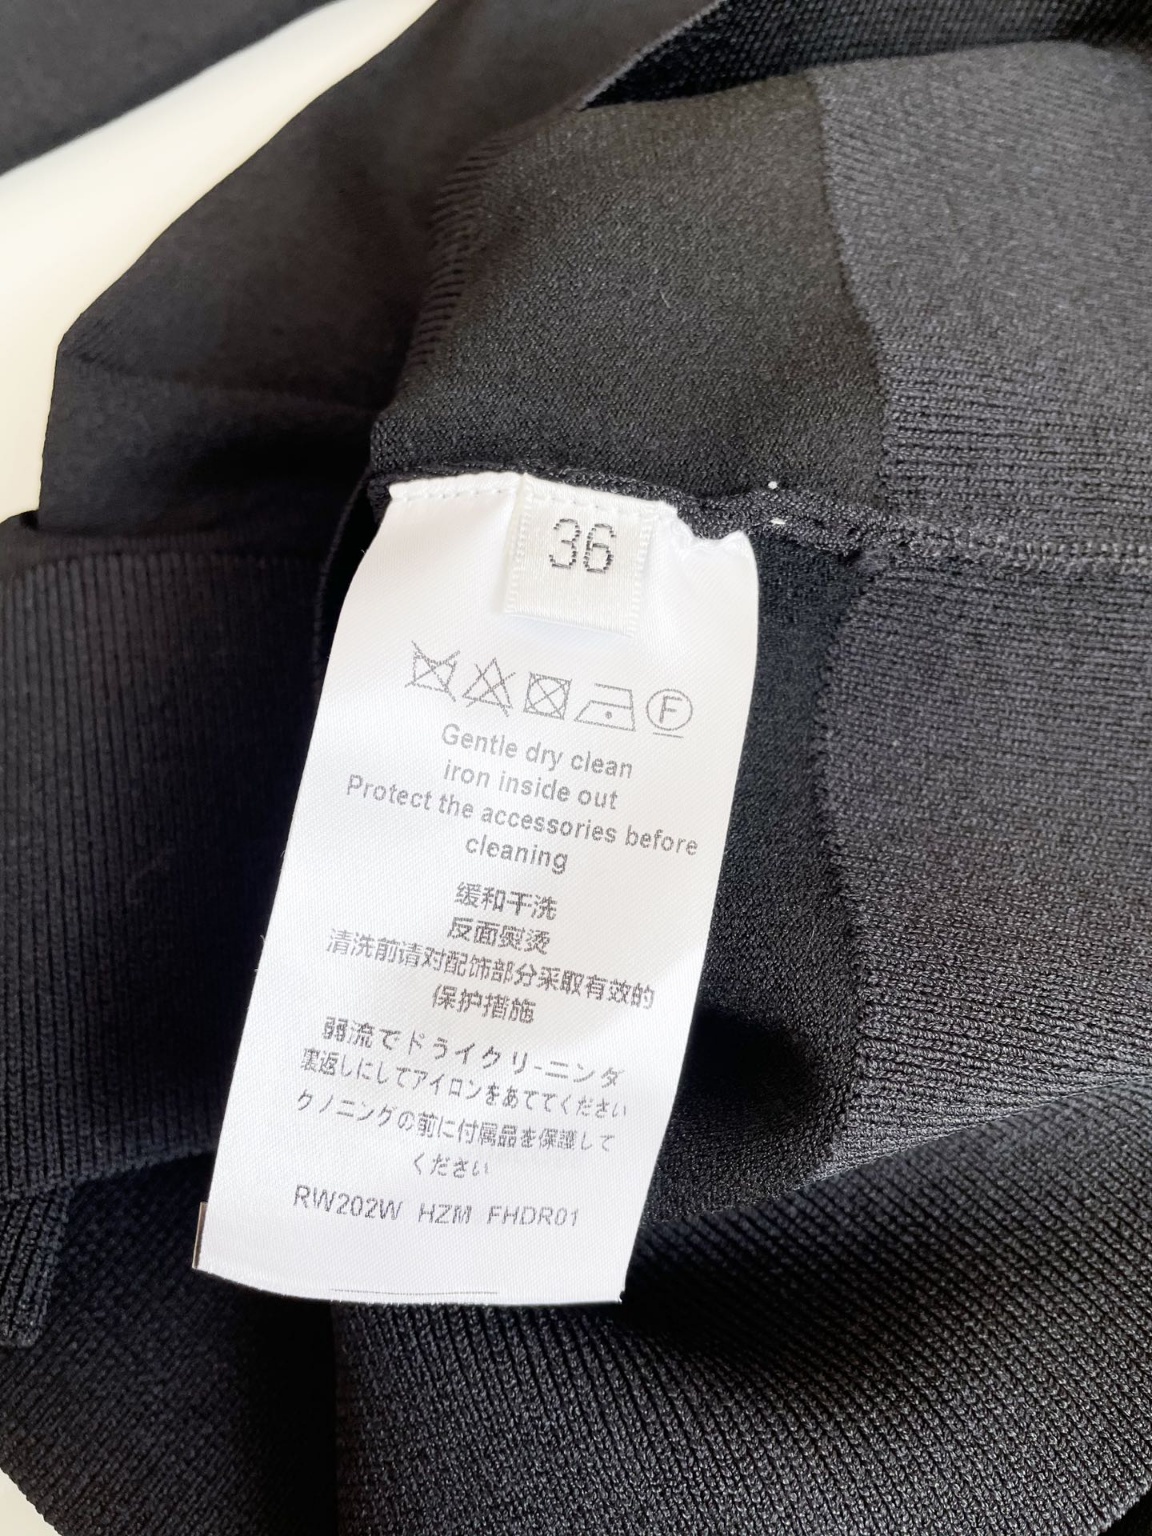 36
F
Gentle dry clean
iron inside out
Protect the accessories before
cleaning
缓和干洗
反面熨烫
清洗前请对配饰部分采取有效的
保护措施
弱流でドライクリ-ニンダ
裏返しにしてアイロンをあててください
クノニングの前に付属品を保護して
ください
RW202W HZM FHDR01